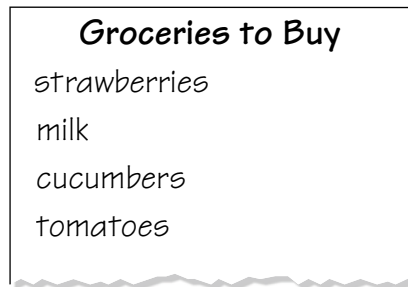 Groceries to Buy
strawberries
milk
cucumbers
tomatoes